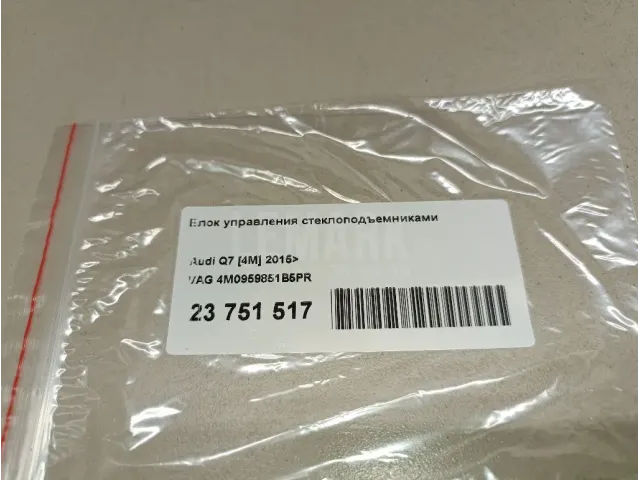 Блок управления стеклоподъемниками
Audi Q7 [4M] 2015>
VAG 4M0959851B5PR
23 751 517